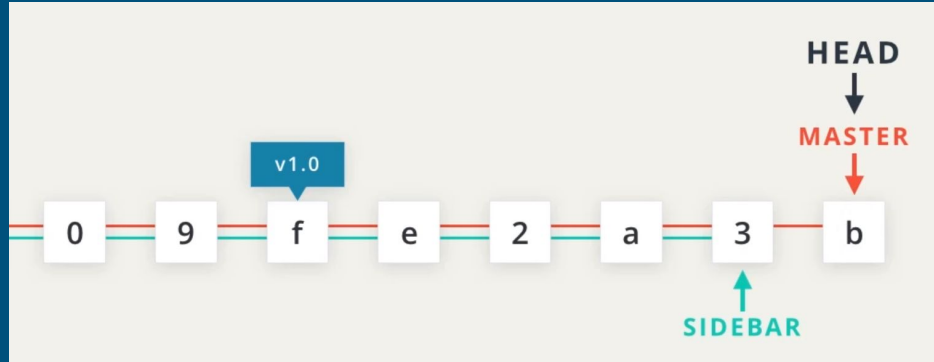 HEAD
MASTER
v1.0
0 9 f e 2 a 3 b
SIDEBAR